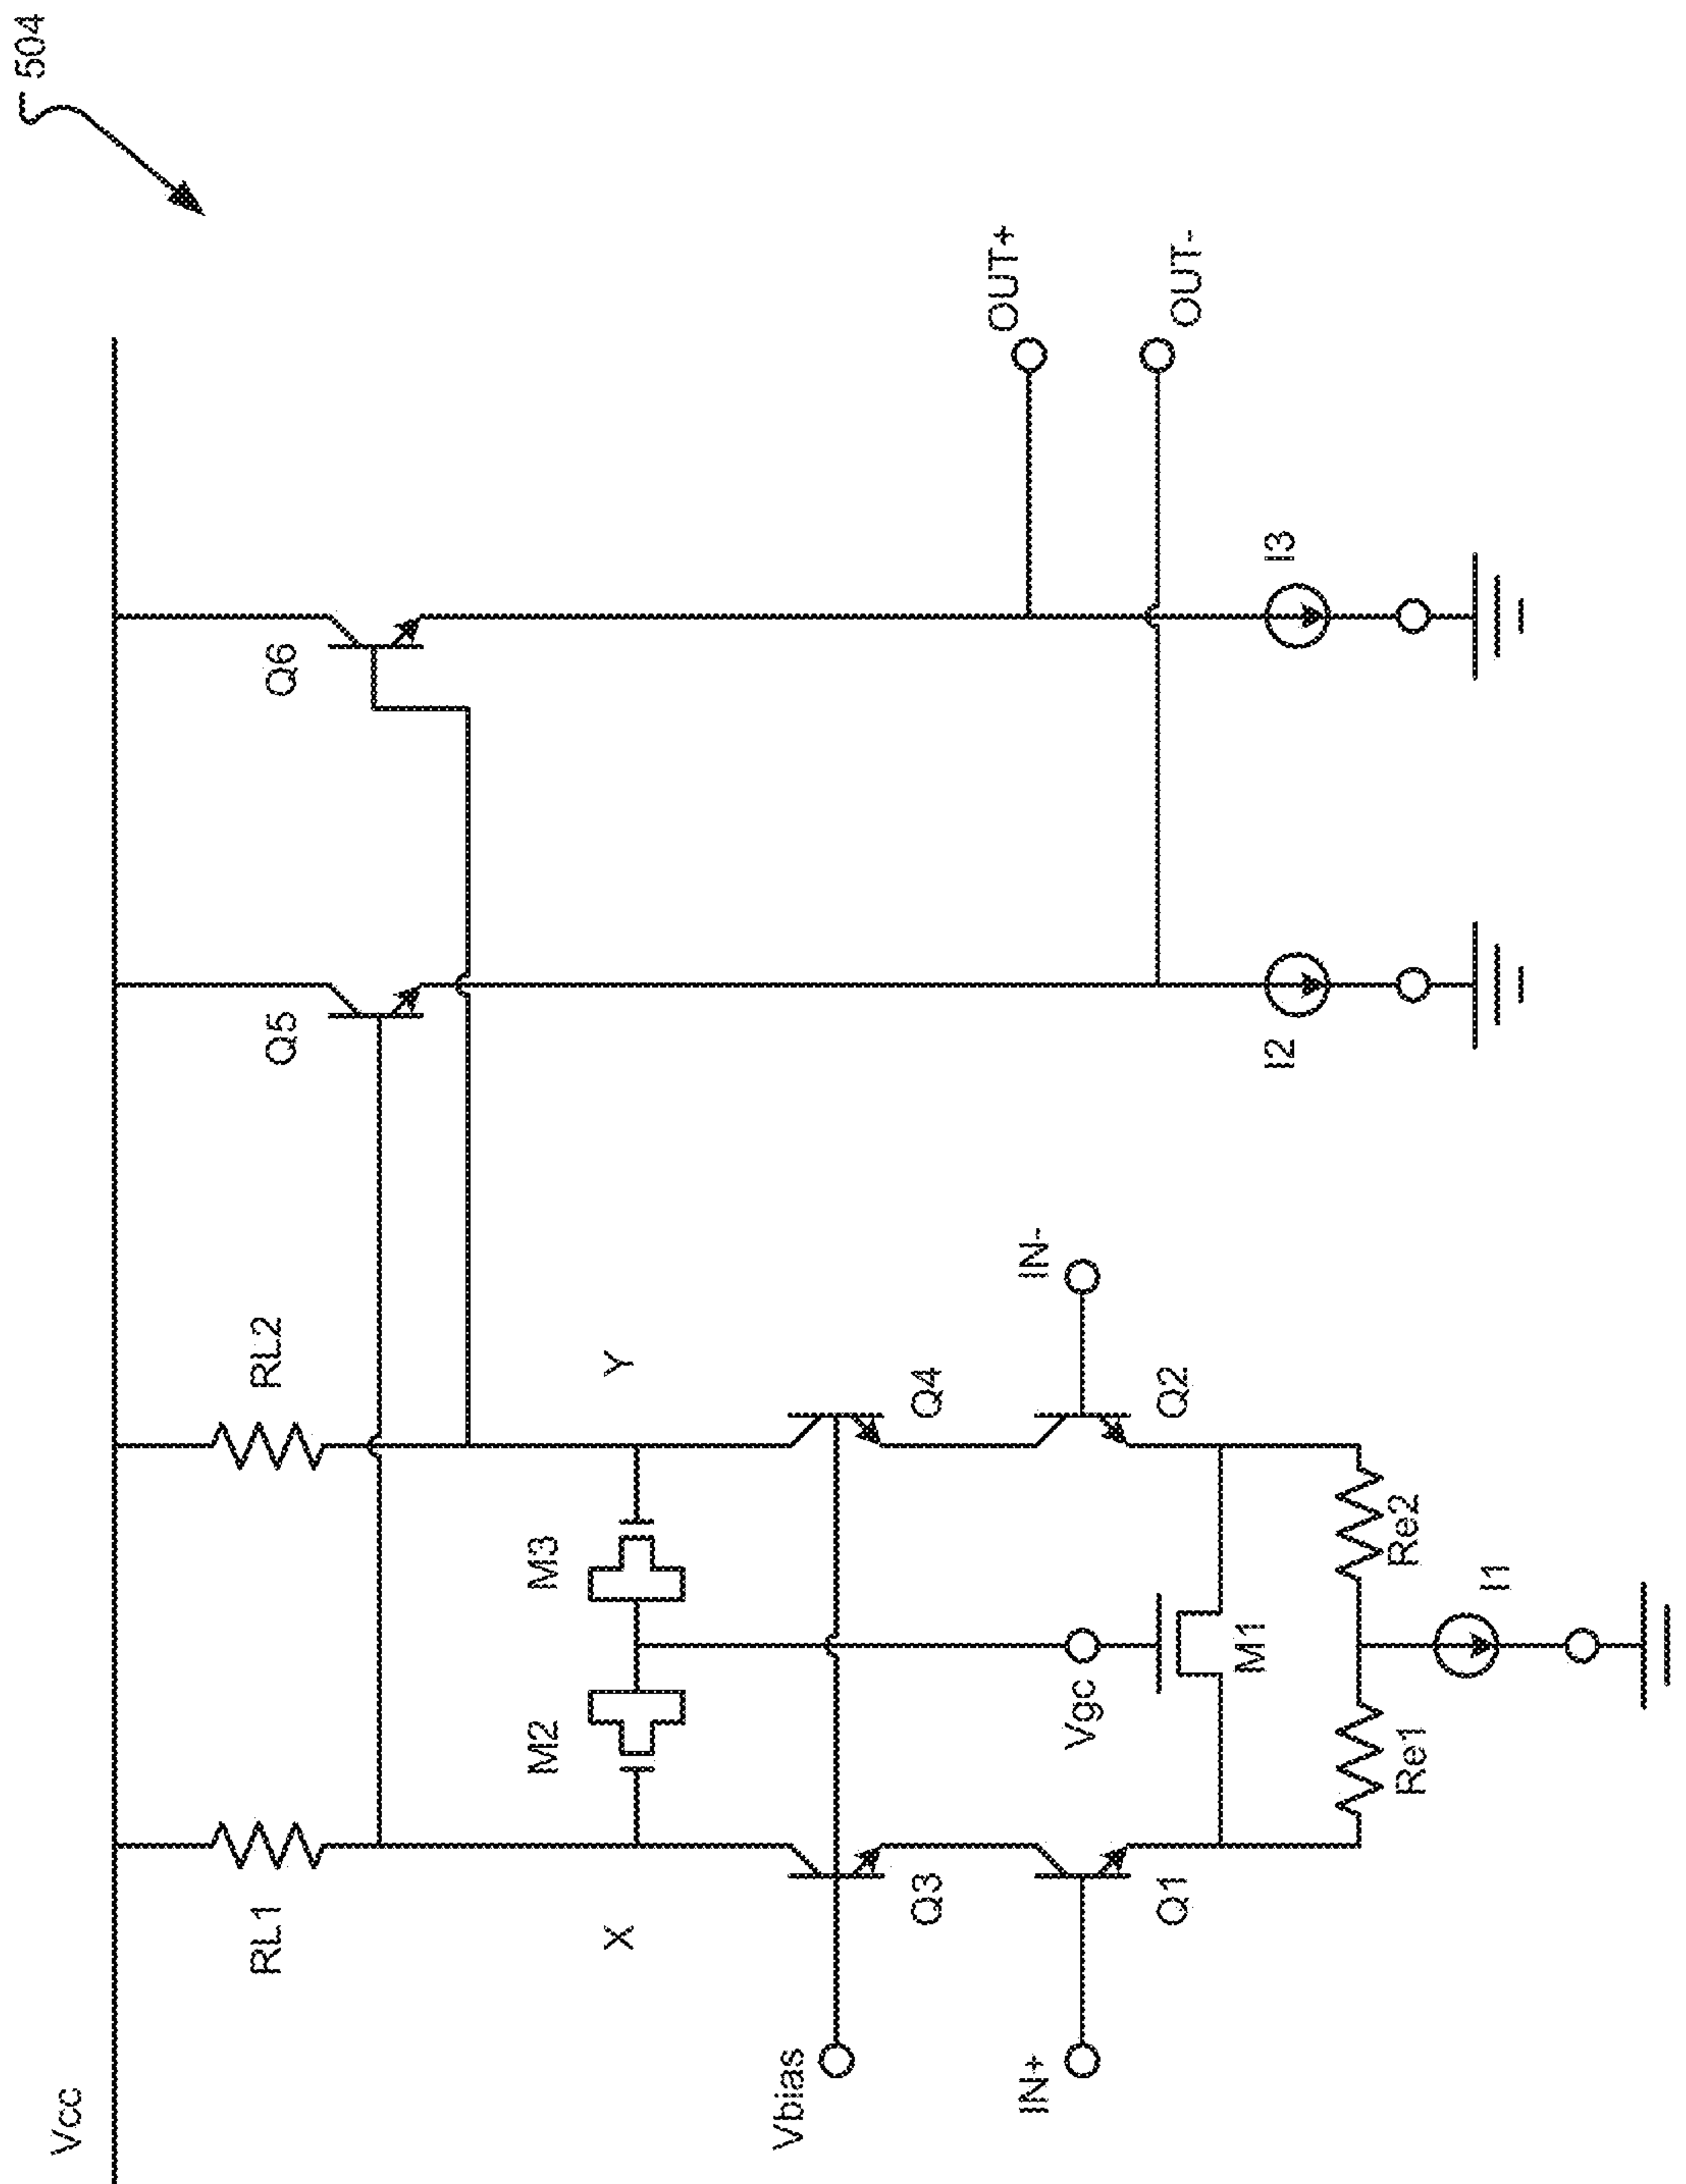 504
Vcc
RL1
RL2
Q5
Q6
X
M2
M3
Y
Vbias
Q3
Q4
OUT+
IN+
Vgc
IN-
Q1
M1
Q2
OUT-
I2
I3
Re1
Re2
I1